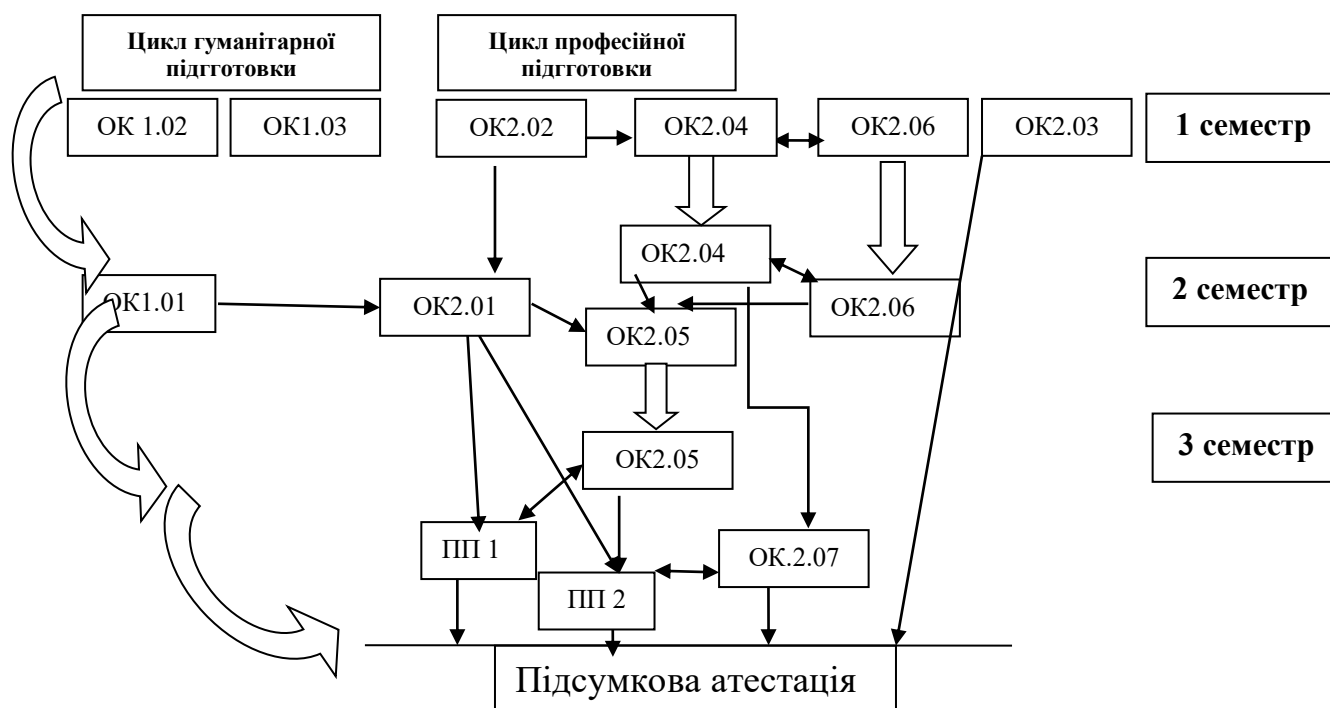 Цикл гуманітарної
підгготовки
Цикл професійної
підгготовки
ОК 1.02
ОК1.03
ОК2.02
ОК2.04
ОК2.06
ОК2.03
1 семестр
ОК2.04
ОК1.01
ОК2.01
ОК2.05
ОК2.06
2 семестр
ОК2.05
3 семестр
ПП 1
ОК.2.07
ПП 2
Підсумкова атестація